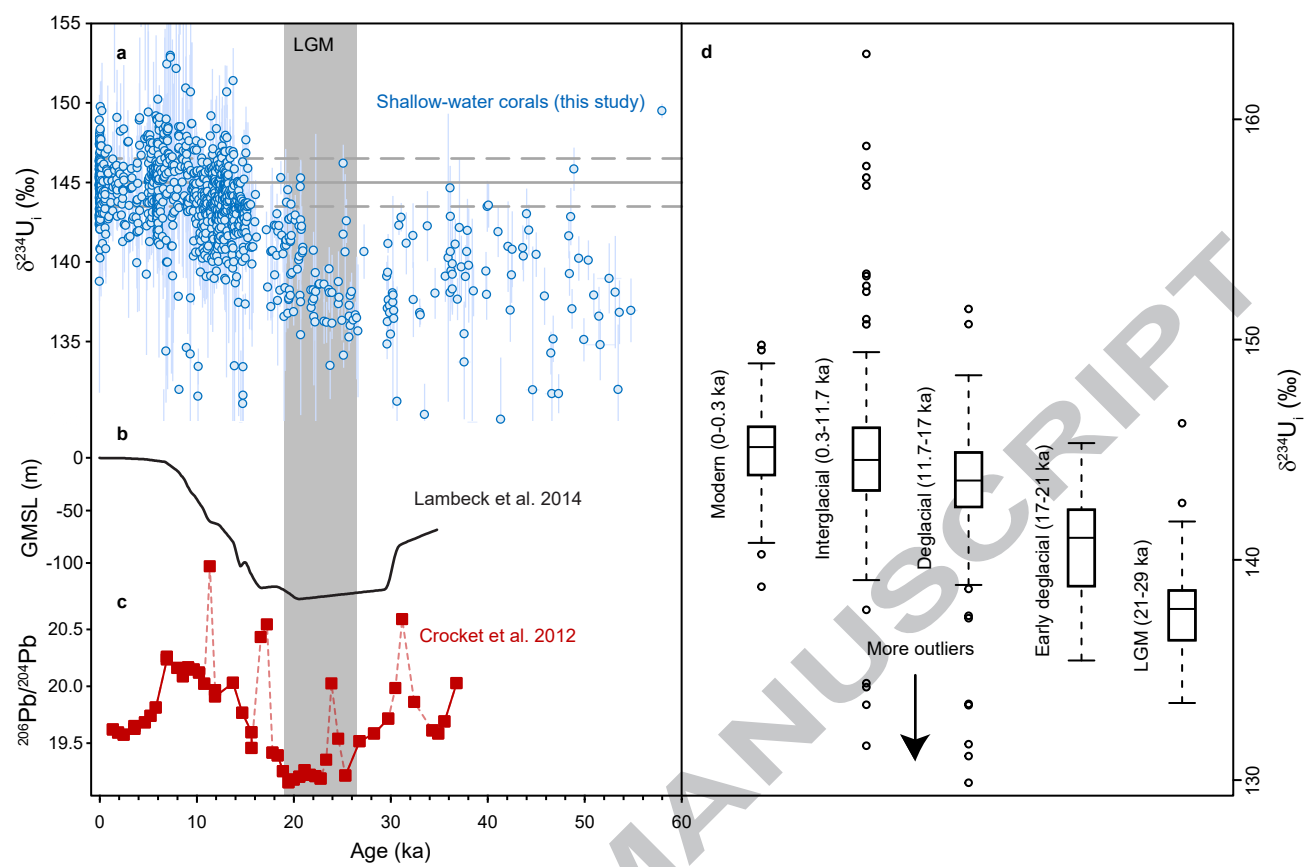 a
LGM
Shallow-water corals (this study)
155
150
145
140
135
δ²³⁴Uᵢ (‰)
b
0
-50
-100
GMSL (m)
Lambeck et al. 2014
c
20.5
20.0
19.5
²⁰⁶Pb/²⁰⁴Pb
Crocket et al. 2012
0 10 20 30 40 50 60
Age (ka)
d
Modern (0-0.3 ka)
Interglacial (0.3-11.7 ka)
Deglacial (11.7-17 ka)
Early deglacial (17-21 ka)
LGM (21-29 ka)
More outliers
160
150
140
130
δ²³⁴Uᵢ (‰)
MANUSCRIPT